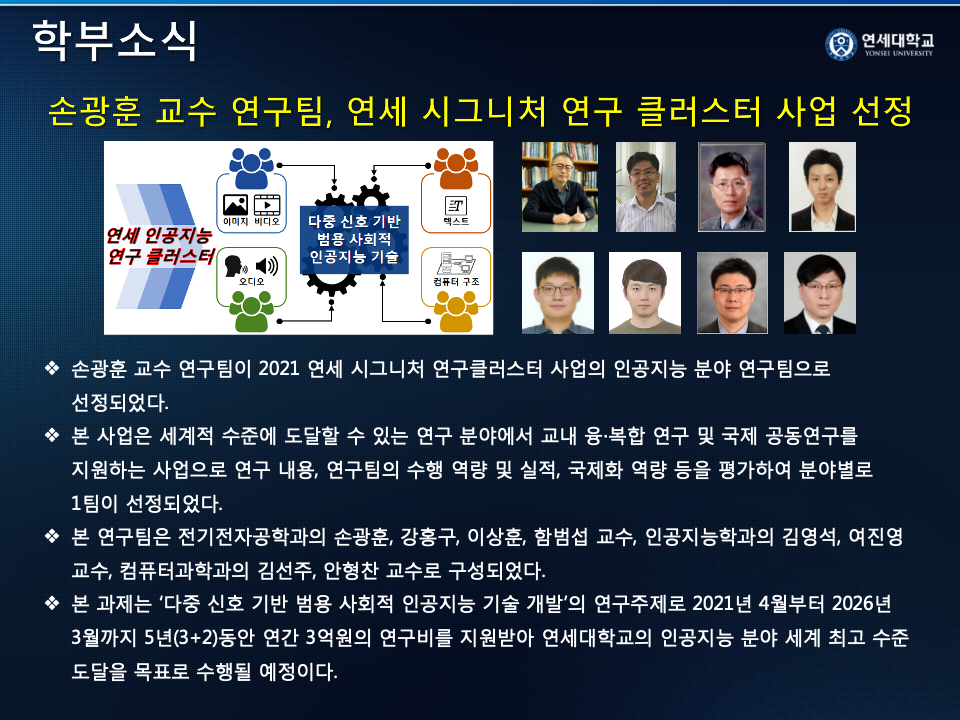 학부소식
연세대학교
YONSEI UNIVERSITY
손광훈 교수 연구팀, 연세 시그니처 연구 클러스터 사업 선정
연세 인공지능
연구 클러스터
이미지 비디오
오디오
다중 신호 기반
범용 사회적
인공지능 기술
텍스트
컴퓨터 구조
❖ 손광훈 교수 연구팀이 2021 연세 시그니처 연구클러스터 사업의 인공지능 분야 연구팀으로
선정되었다.
❖ 본 사업은 세계적 수준에 도달할 수 있는 연구 분야에서 교내 융·복합 연구 및 국제 공동연구를
지원하는 사업으로 연구 내용, 연구팀의 수행 역량 및 실적, 국제화 역량 등을 평가하여 분야별로
1팀이 선정되었다.
❖ 본 연구팀은 전기전자공학과의 손광훈, 강홍구, 이상훈, 함범섭 교수, 인공지능학과의 김영석, 여진영
교수, 컴퓨터과학과의 김선주, 안형찬 교수로 구성되었다.
❖ 본 과제는 ‘다중 신호 기반 범용 사회적 인공지능 기술 개발’의 연구주제로 2021년 4월부터 2026년
3월까지 5년(3+2)동안 연간 3억원의 연구비를 지원받아 연세대학교의 인공지능 분야 세계 최고 수준
도달을 목표로 수행될 예정이다.